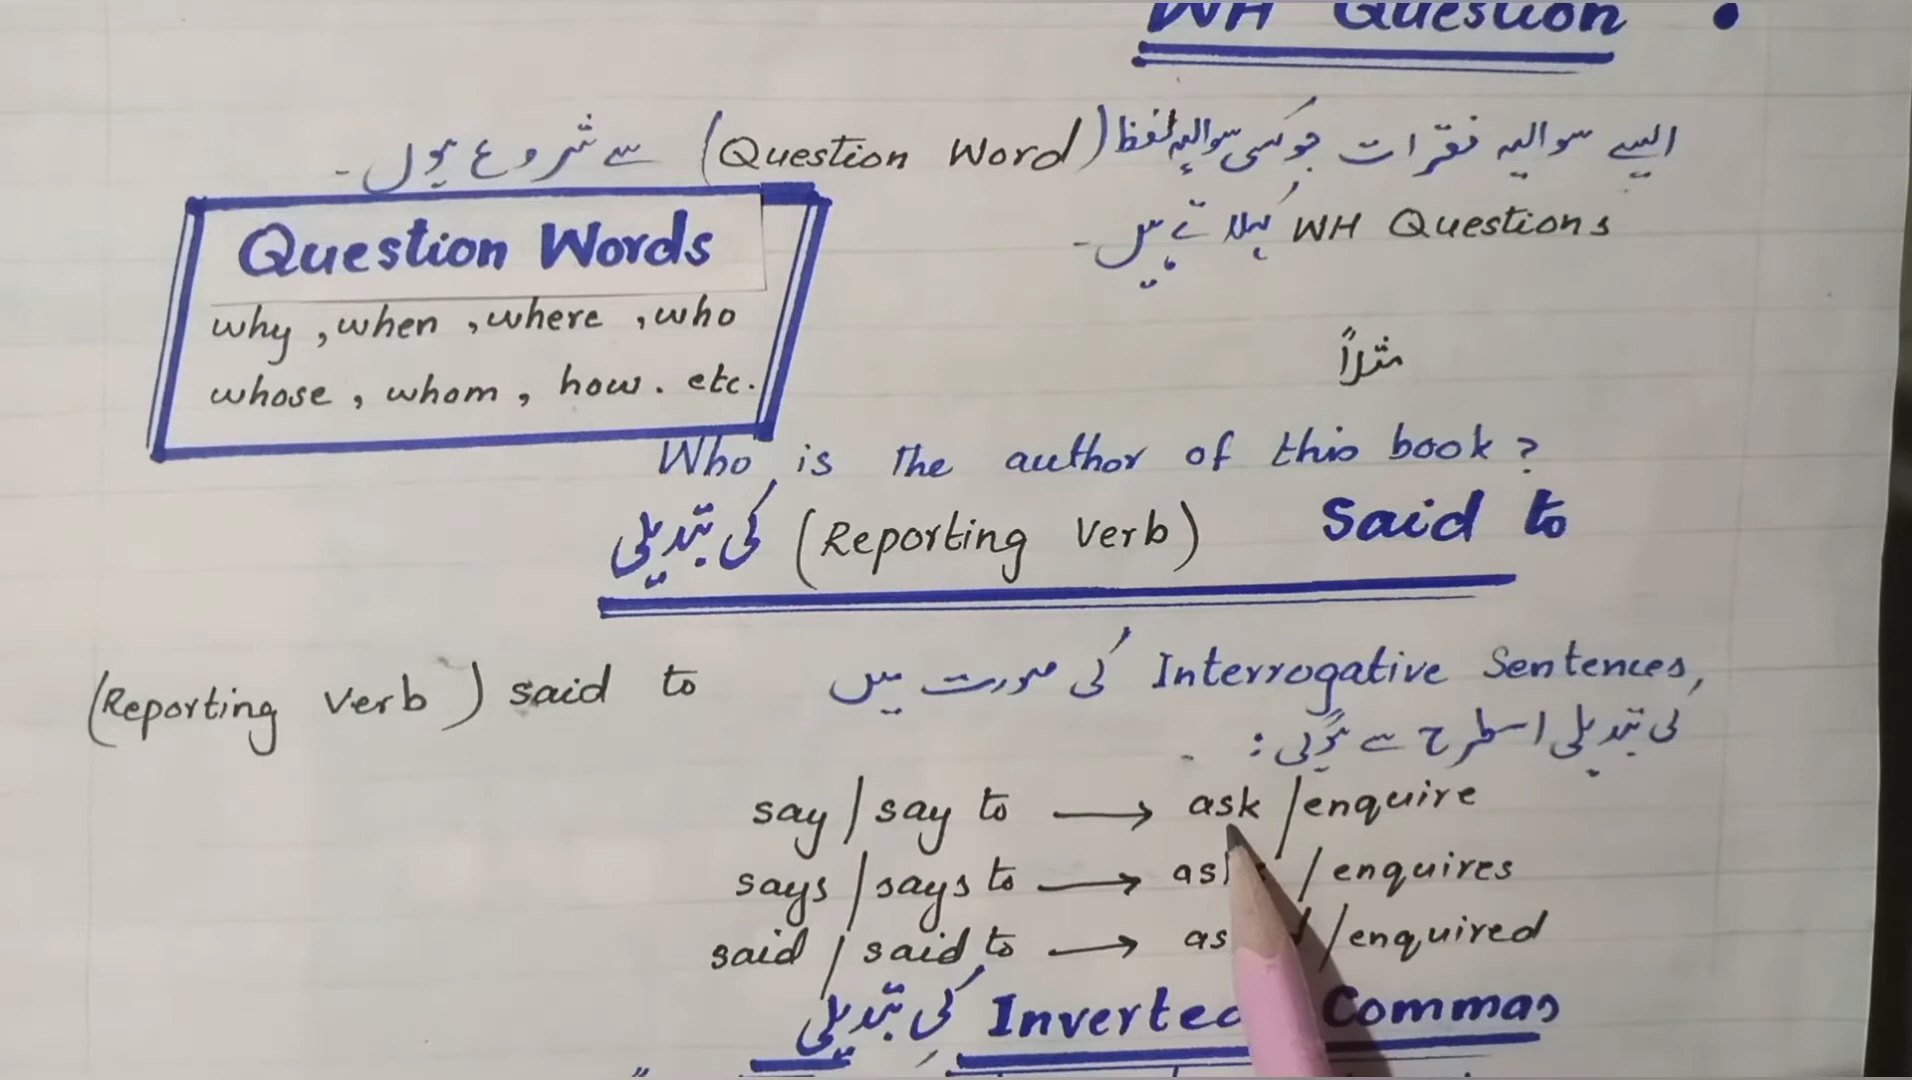 WH Question •
ایسے سوالیہ فقرات جو کسی سوالیہ لفظ (Question Word) سے شروع ہوں۔
WH Questions کہلاتے ہیں۔
Question Words
why , when , where , who
whose , whom , how . etc.
مثلاً
Who is the author of this book ?
Said to (Reporting Verb) کی تبدیلی
Interrogative Sentences, کی صورت میں said to (Reporting Verb)
کی تبدیلی اسطرح سے ہوگی :
say / say to → ask / enquire
says / says to → as / enquires
said / said to → as / enquired
Inverted Commas کی تبدیلی